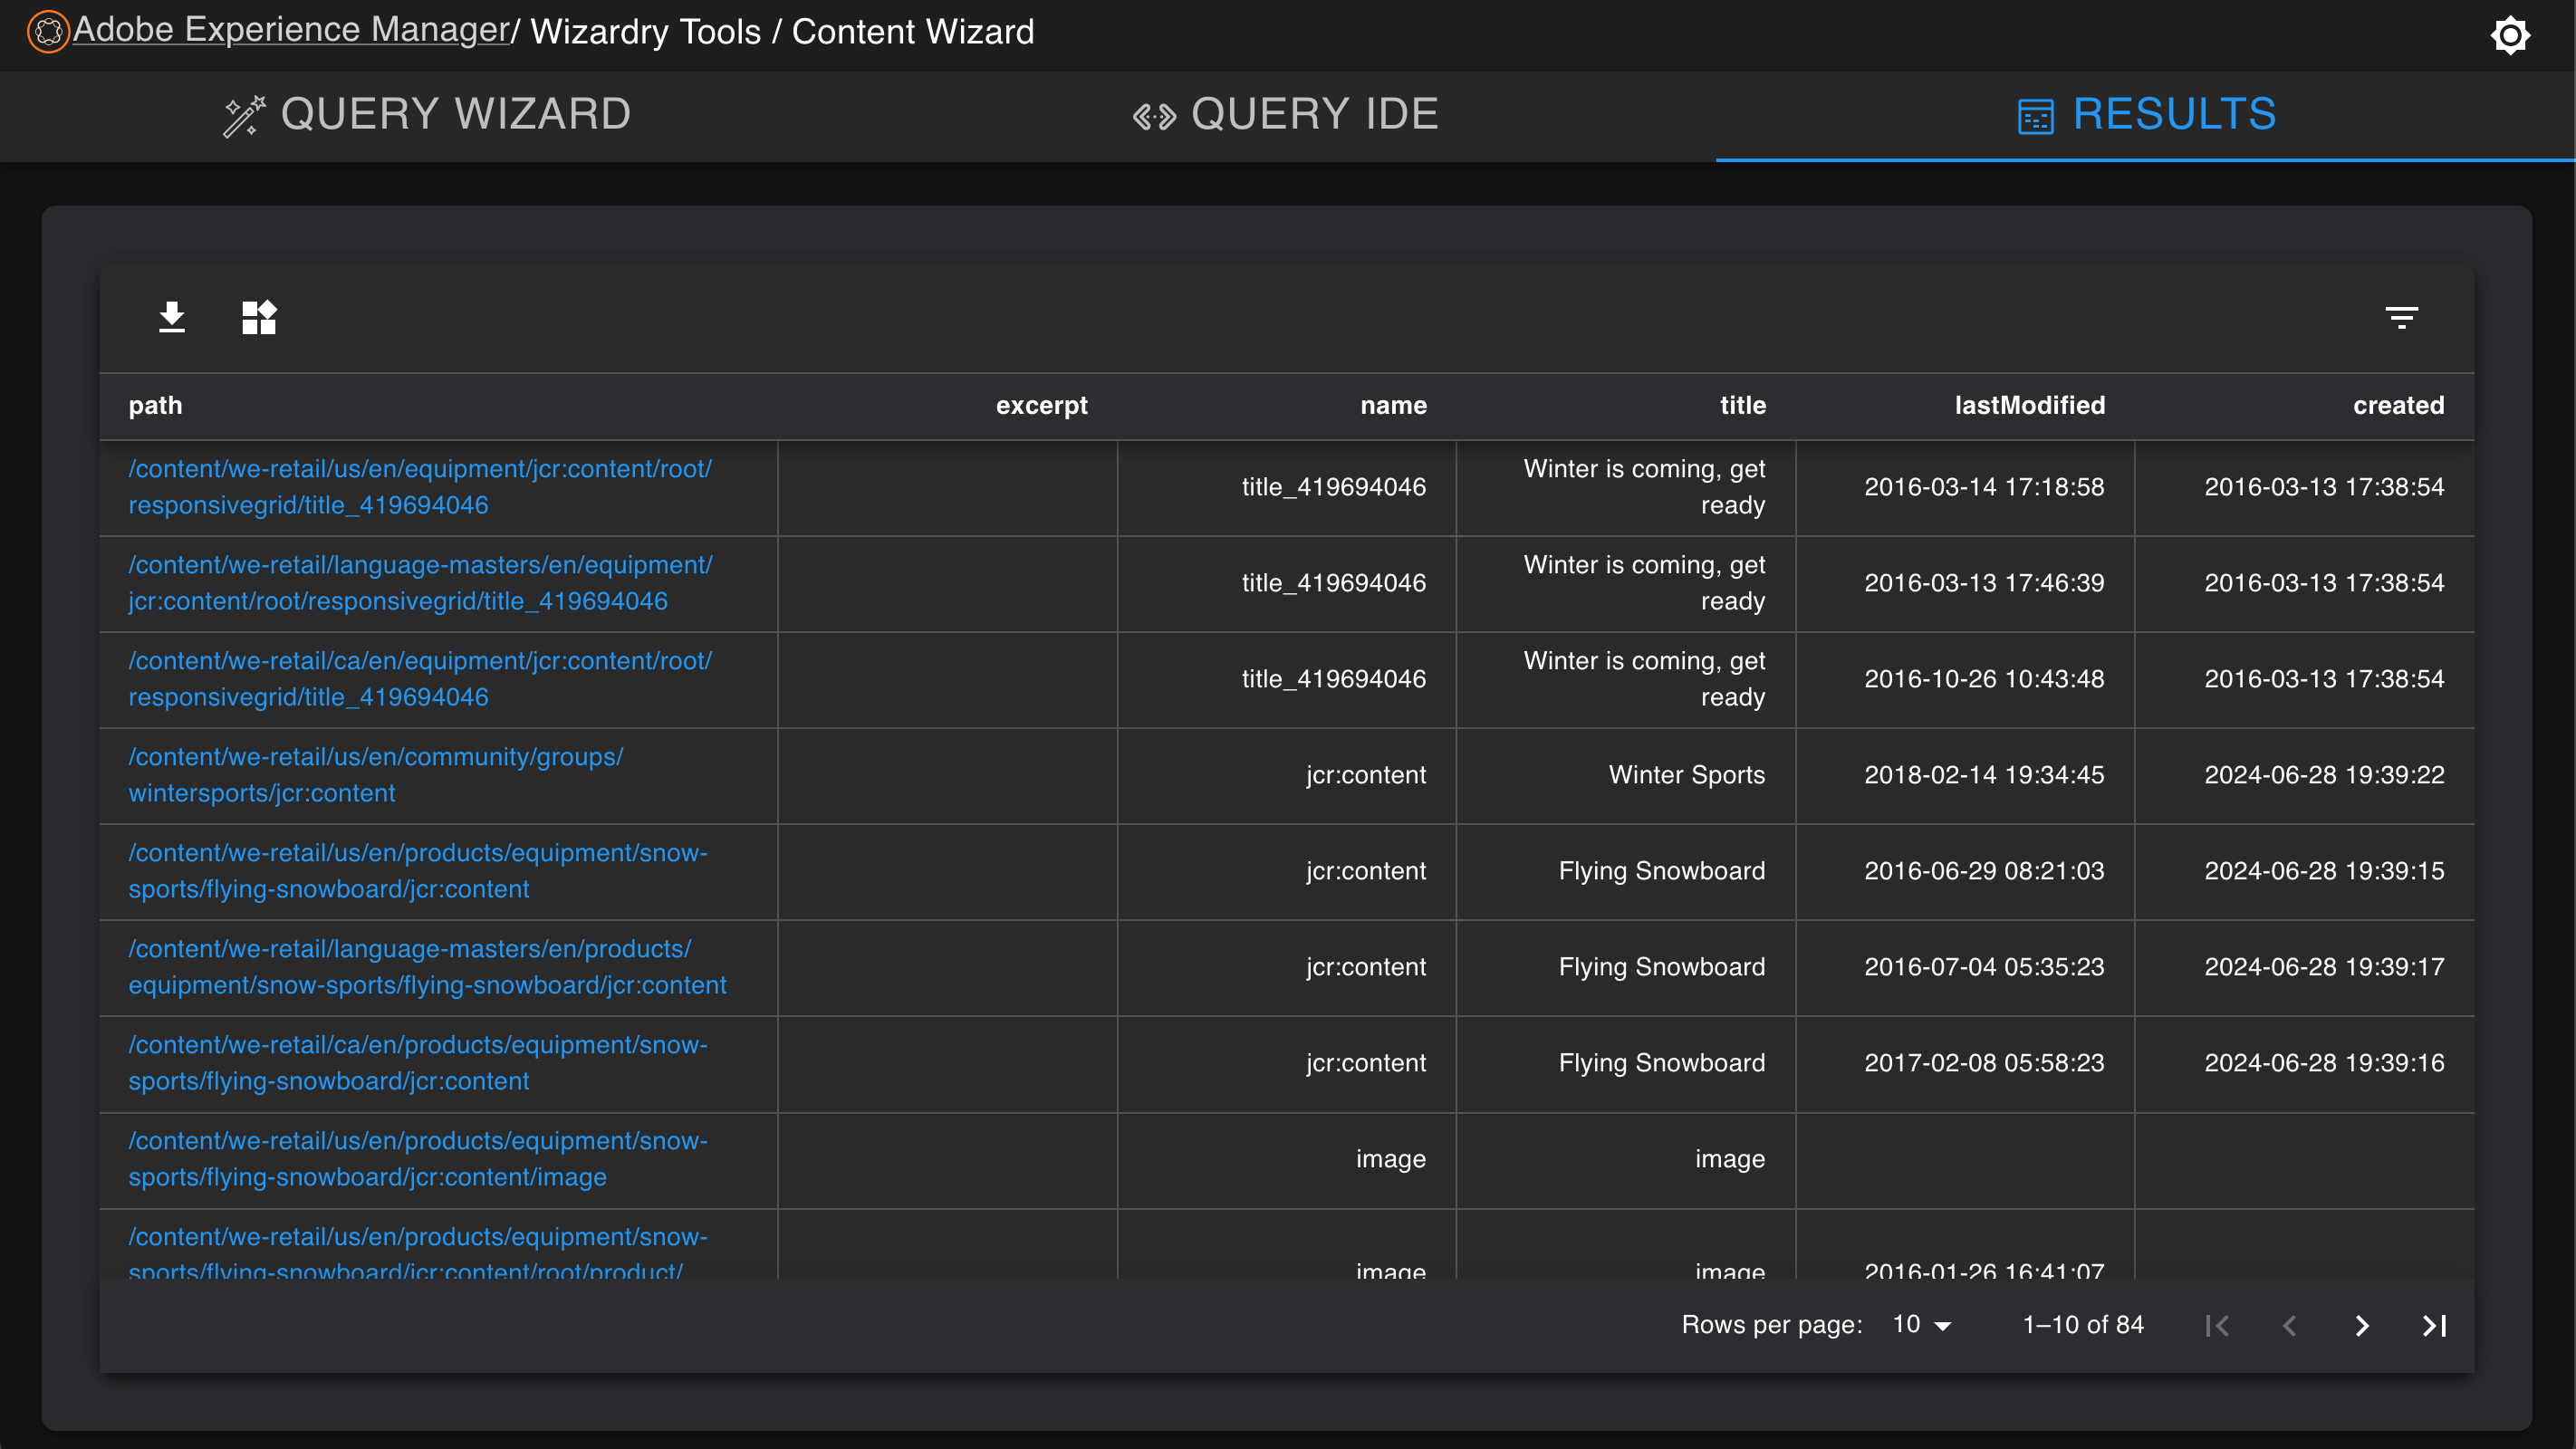 Adobe Experience Manager/ Wizardry Tools / Content Wizard
QUERY WIZARD
QUERY IDE
RESULTS
path excerpt name title lastModified created
/content/we-retail/us/en/equipment/jcr:content/root/
responsivegrid/title_419694046
title_419694046
Winter is coming, get
ready
2016-03-14 17:18:58
2016-03-13 17:38:54
/content/we-retail/language-masters/en/equipment/
jcr:content/root/responsivegrid/title_419694046
title_419694046
Winter is coming, get
ready
2016-03-13 17:46:39
2016-03-13 17:38:54
/content/we-retail/ca/en/equipment/jcr:content/root/
responsivegrid/title_419694046
title_419694046
Winter is coming, get
ready
2016-10-26 10:43:48
2016-03-13 17:38:54
/content/we-retail/us/en/community/groups/
wintersports/jcr:content
jcr:content
Winter Sports
2018-02-14 19:34:45
2024-06-28 19:39:22
/content/we-retail/us/en/products/equipment/snow-
sports/flying-snowboard/jcr:content
jcr:content
Flying Snowboard
2016-06-29 08:21:03
2024-06-28 19:39:15
/content/we-retail/language-masters/en/products/
equipment/snow-sports/flying-snowboard/jcr:content
jcr:content
Flying Snowboard
2016-07-04 05:35:23
2024-06-28 19:39:17
/content/we-retail/ca/en/products/equipment/snow-
sports/flying-snowboard/jcr:content
jcr:content
Flying Snowboard
2017-02-08 05:58:23
2024-06-28 19:39:16
/content/we-retail/us/en/products/equipment/snow-
sports/flying-snowboard/jcr:content/image
image
image
/content/we-retail/us/en/products/equipment/snow-
sports/flying-snowboard/jcr:content/root/product/
image
image
2016-01-26 16:41:07
Rows per page: 10 1–10 of 84